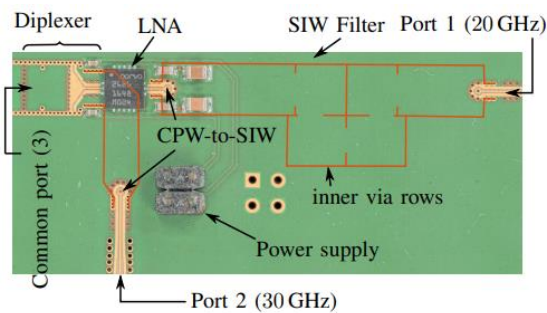 Diplexer
LNA
SIW Filter
Port 1 (20 GHz)
CPW-to-SIW
Common port (3)
inner via rows
Power supply
Port 2 (30 GHz)